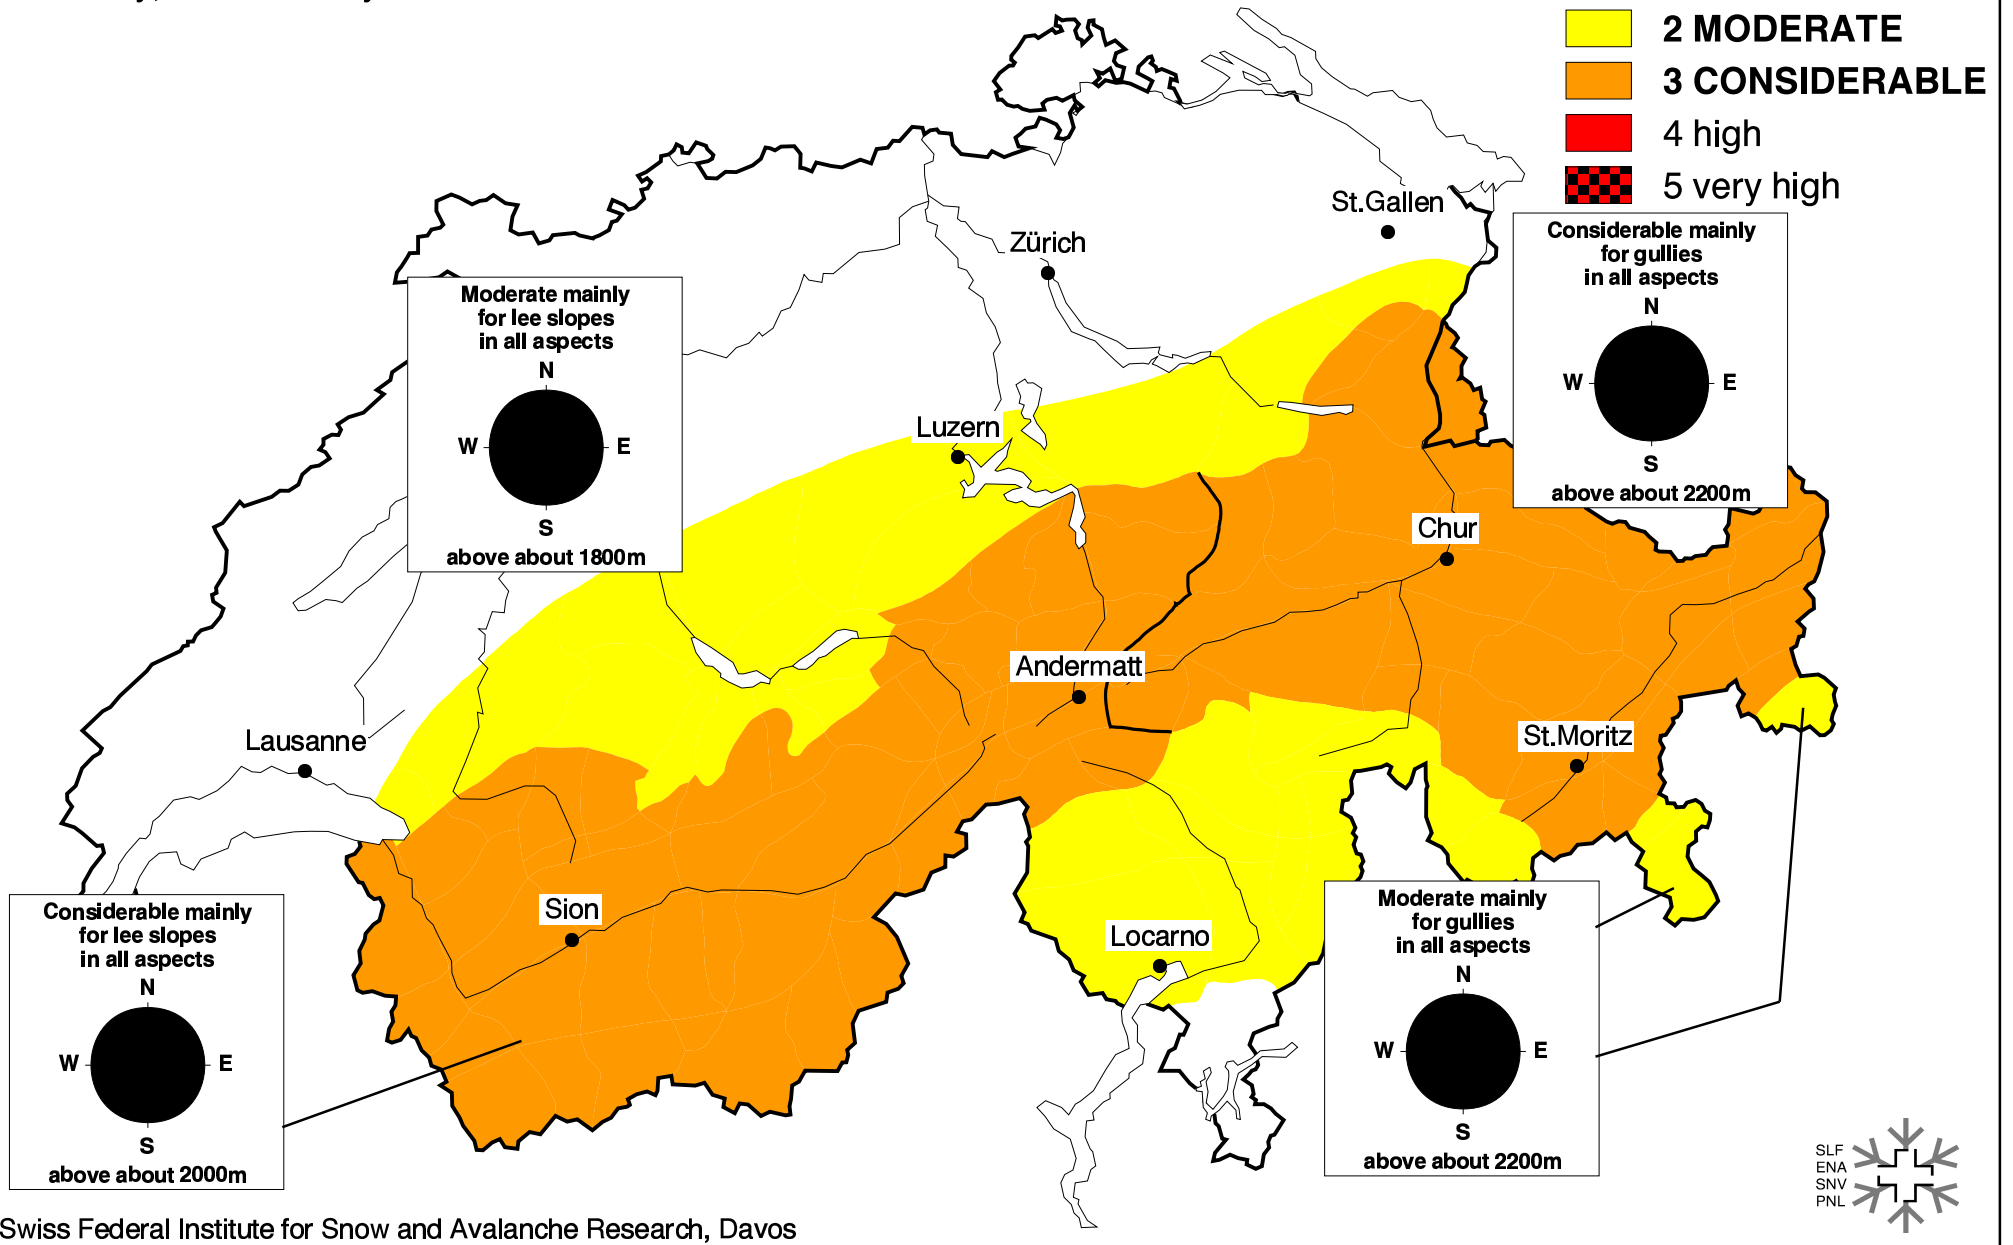 2 MODERATE
3 CONSIDERABLE
4 high
5 very high
St.Gallen
Zürich
Considerable mainly
for gullies
in all aspects
N
W
E
S
above about 2200m
Moderate mainly
for lee slopes
in all aspects
N
W
E
S
above about 1800m
Luzern
Chur
Andermatt
Lausanne
St.Moritz
Sion
Locarno
Considerable mainly
for lee slopes
in all aspects
N
W
E
S
above about 2000m
Moderate mainly
for gullies
in all aspects
N
W
E
S
above about 2200m
SLF
ENA
SNV
PNL
Swiss Federal Institute for Snow and Avalanche Research, Davos